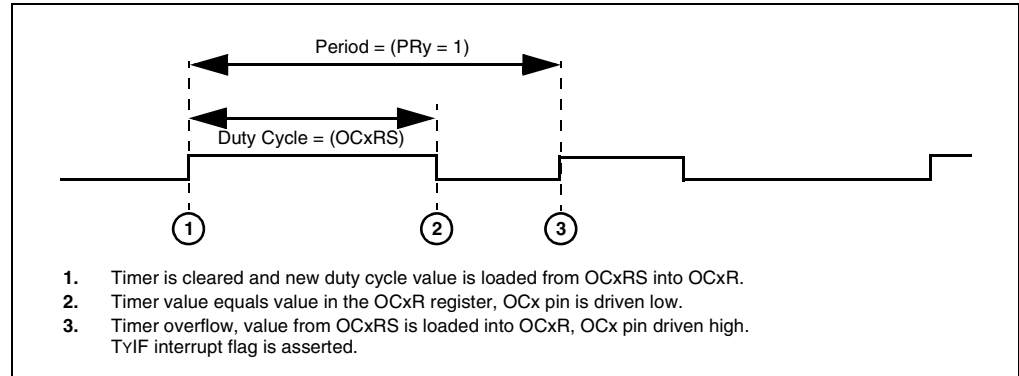 Period = (PRy = 1)
Duty Cycle = (OCxRS)
1 2 3
1. Timer is cleared and new duty cycle value is loaded from OCxRS into OCxR.
2. Timer value equals value in the OCxR register, OCx pin is driven low.
3. Timer overflow, value from OCxRS is loaded into OCxR, OCx pin driven high.
TYIF interrupt flag is asserted.